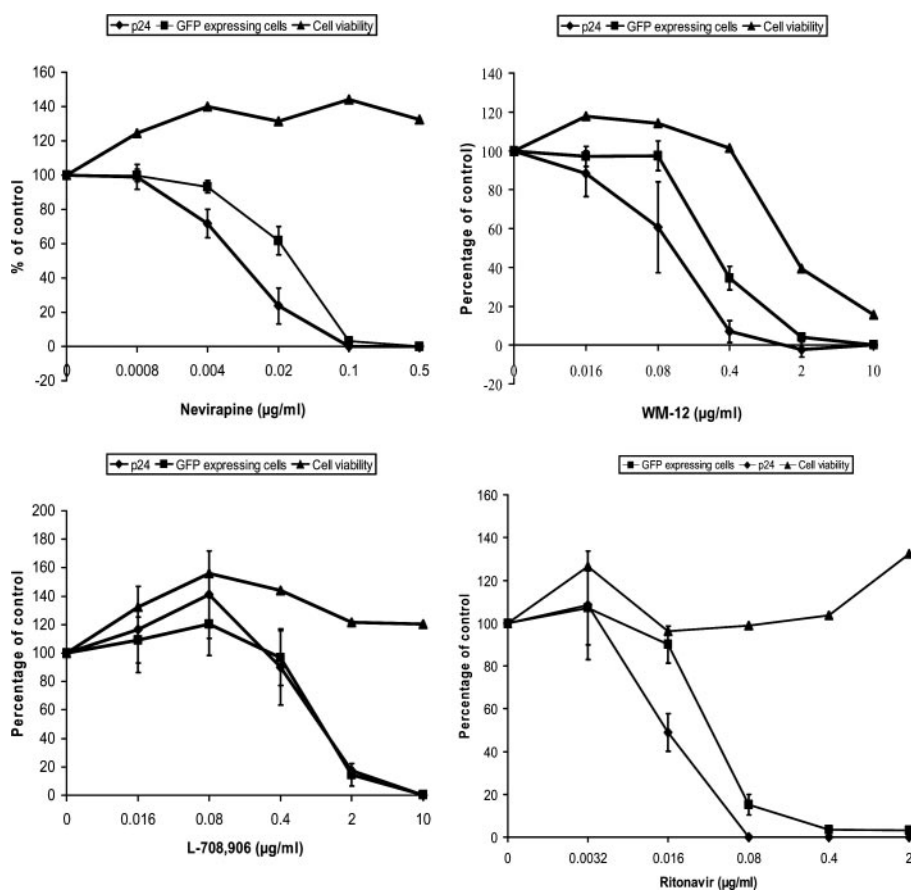 p24 GFP expressing cells Cell viability
160
140
120
100
80
60
40
20
0
-20
% of control
0 0.0008 0.004 0.02 0.1 0.5
Nevirapine (µg/ml)
p24 GFP expressing cells Cell viability
140
120
100
80
60
40
20
0
-20
Percentage of control)
0 0.016 0.08 0.4 2 10
WM-12 (µg/ml)
p24 GFP expressing cells Cell viability
200
180
160
140
120
100
80
60
40
20
0
Percentage of control
0 0.016 0.08 0.4 2 10
L-708,906 (µg/ml)
GFP expressing cells p24 Cell viability
160
140
120
100
80
60
40
20
0
Percentage of control
0 0.0032 0.016 0.08 0.4 2
Ritonavir (µg/ml)